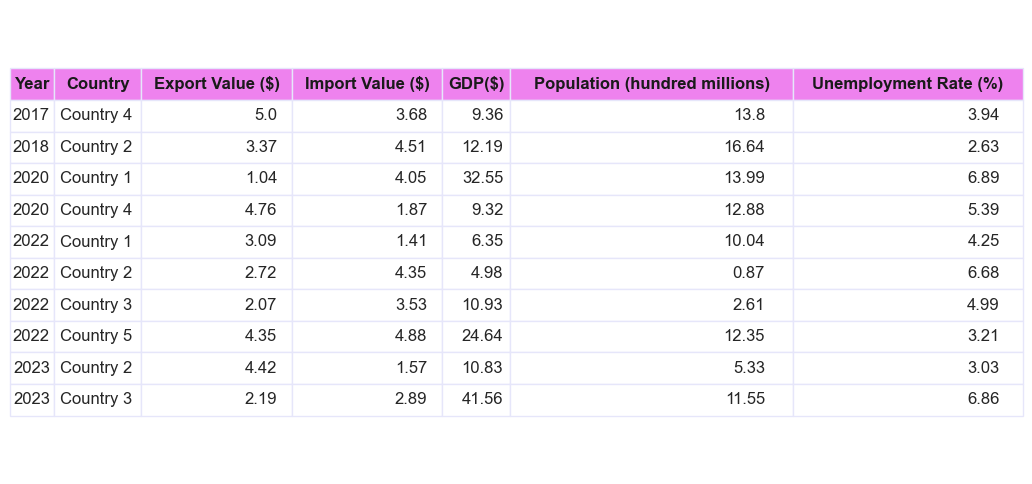 Year Country Export Value ($) Import Value ($) GDP($) Population (hundred millions) Unemployment Rate (%)
2017 Country 4 5.0 3.68 9.36 13.8 3.94
2018 Country 2 3.37 4.51 12.19 16.64 2.63
2020 Country 1 1.04 4.05 32.55 13.99 6.89
2020 Country 4 4.76 1.87 9.32 12.88 5.39
2022 Country 1 3.09 1.41 6.35 10.04 4.25
2022 Country 2 2.72 4.35 4.98 0.87 6.68
2022 Country 3 2.07 3.53 10.93 2.61 4.99
2022 Country 5 4.35 4.88 24.64 12.35 3.21
2023 Country 2 4.42 1.57 10.83 5.33 3.03
2023 Country 3 2.19 2.89 41.56 11.55 6.86